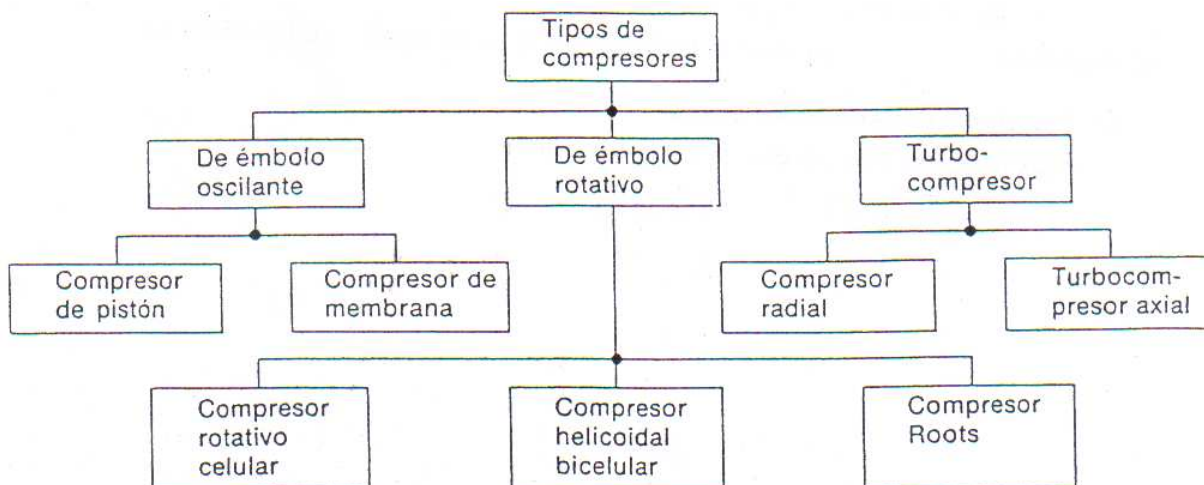 Tipos de
compresores
De émbolo
oscilante
De émbolo
rotativo
Turbo-
compresor
Compresor
de pistón
Compresor de
membrana
Compresor
radial
Turbocom-
presor axial
Compresor
rotativo
celular
Compresor
helicoidal
bicelular
Compresor
Roots